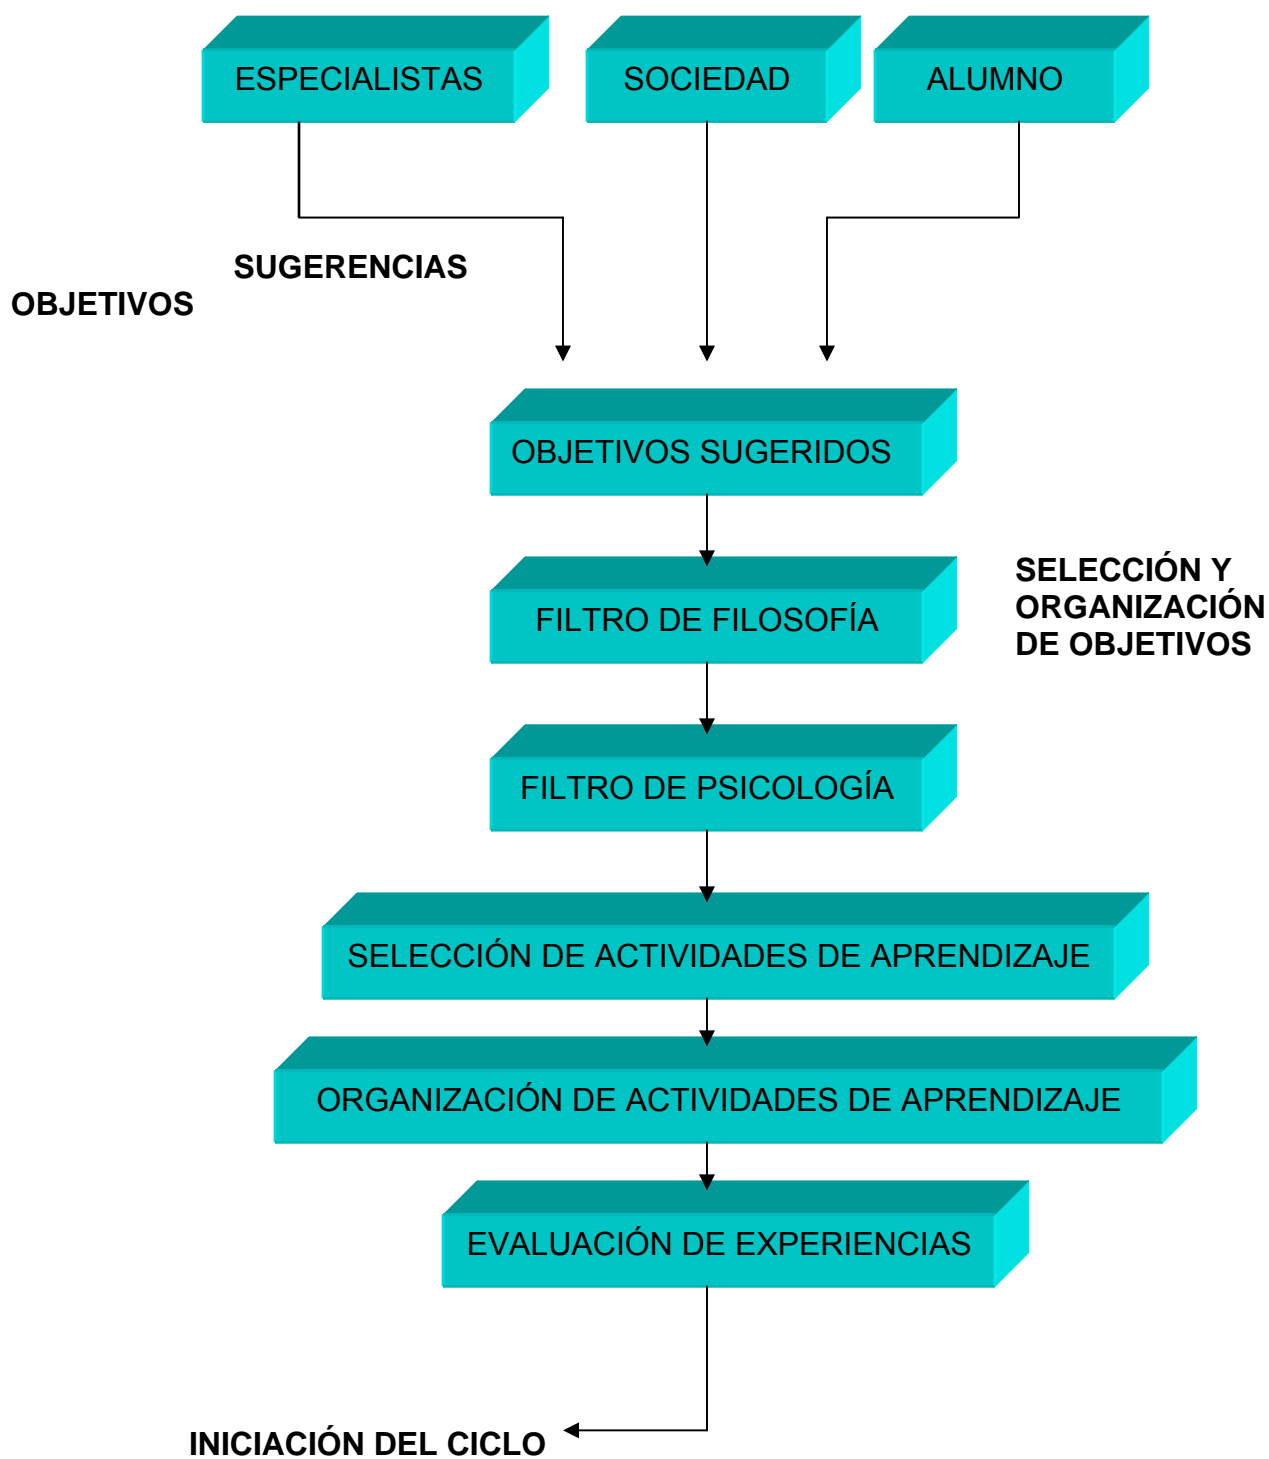 ESPECIALISTAS
SOCIEDAD
ALUMNO
SUGERENCIAS
OBJETIVOS
OBJETIVOS SUGERIDOS
FILTRO DE FILOSOFÍA
SELECCIÓN Y
ORGANIZACIÓN
DE OBJETIVOS
FILTRO DE PSICOLOGÍA
SELECCIÓN DE ACTIVIDADES DE APRENDIZAJE
ORGANIZACIÓN DE ACTIVIDADES DE APRENDIZAJE
EVALUACIÓN DE EXPERIENCIAS
INICIACIÓN DEL CICLO